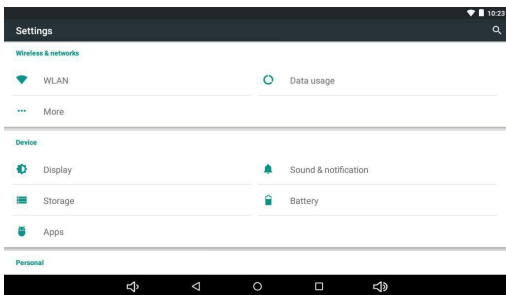 10:23
Settings
Wireless & networks
WLAN
Data usage
More
Device
Display
Sound & notification
Storage
Battery
Apps
Personal